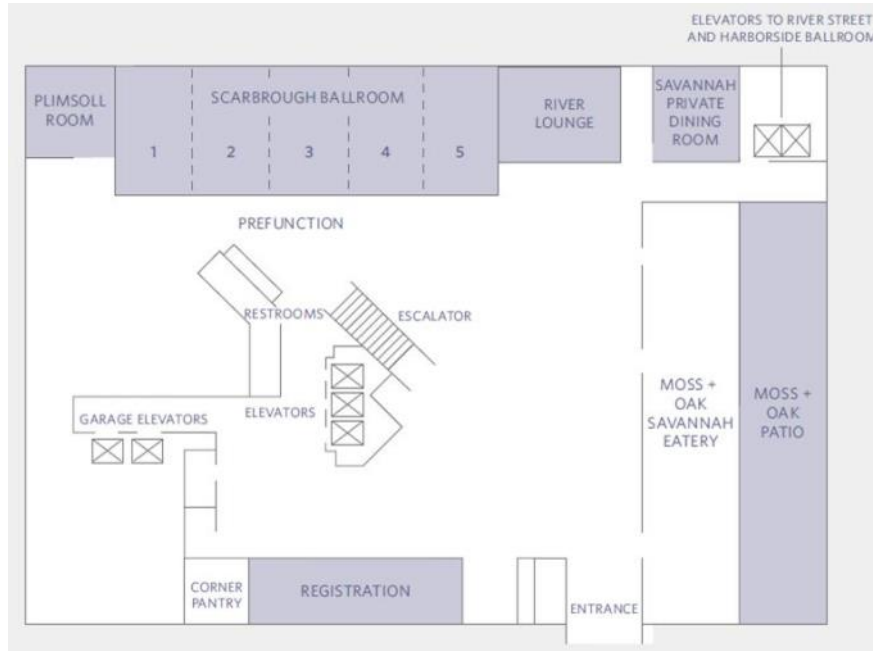 ELEVATORS TO RIVER STREET
AND HARBORSIDE BALLROOM
PLIMSOLL
ROOM
SCARBROUGH BALLROOM
1
2
3
4
5
RIVER
LOUNGE
SAVANNAH
PRIVATE
DINING
ROOM
PREFUNCTION
RESTROOMS
ESCALATOR
GARAGE ELEVATORS
ELEVATORS
MOSS +
OAK
SAVANNAH
EATERY
MOSS +
OAK
PATIO
CORNER
PANTRY
REGISTRATION
ENTRANCE